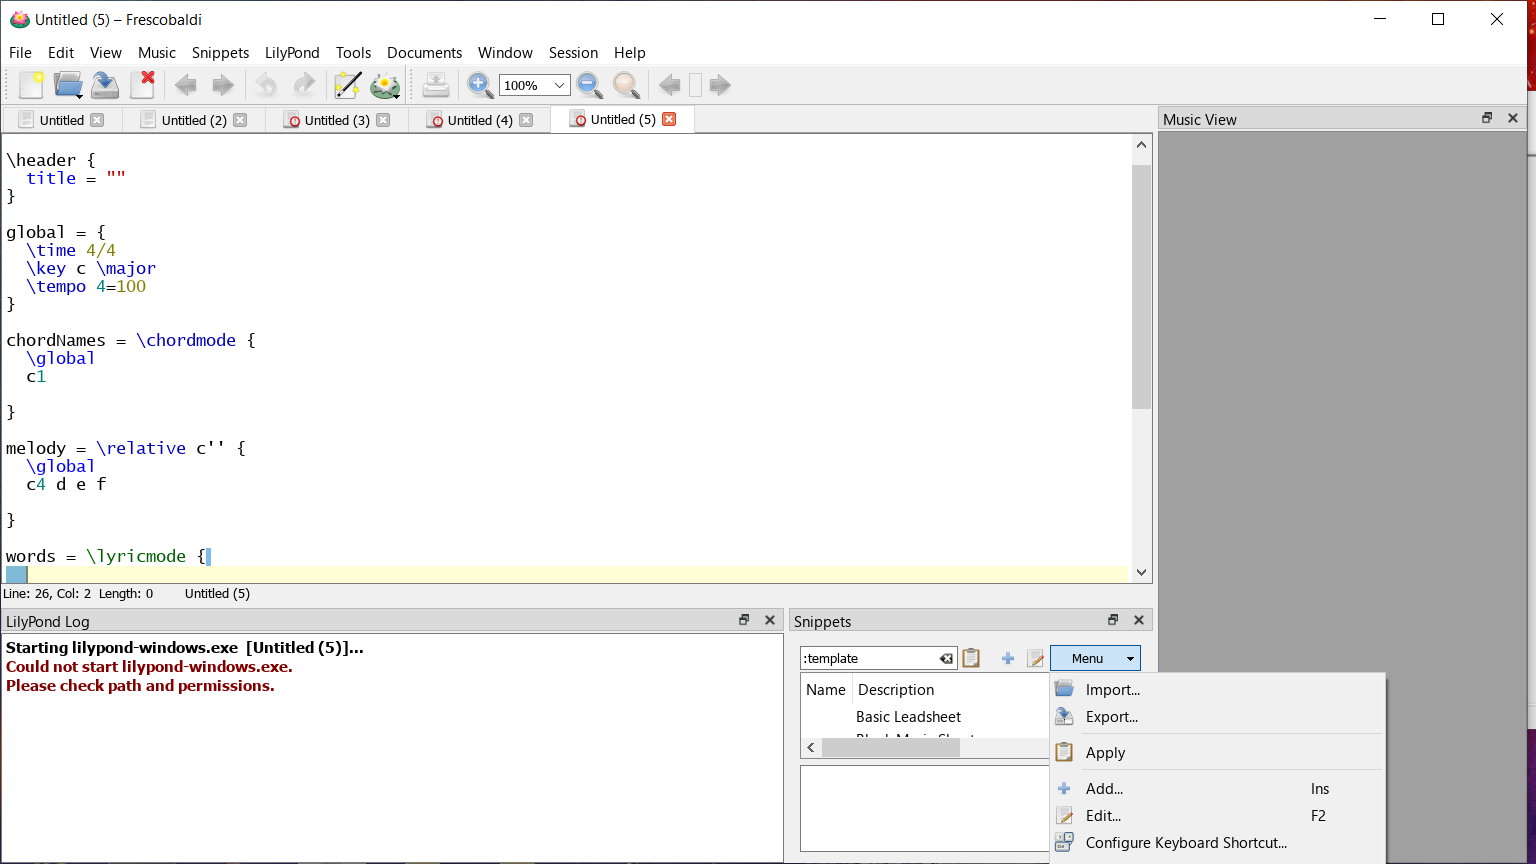 Untitled (5) – Frescobaldi
File Edit View Music Snippets LilyPond Tools Documents Window Session Help
100%
Untitled Untitled (2) Untitled (3) Untitled (4) Untitled (5)
Music View
\header {
  title = ""
}
global = {
  \time 4/4
  \key c \major
  \tempo 4=100
}
chordNames = \chordmode {
  \global
  c1
}
melody = \relative c'' {
  \global
  c4 d e f
}
words = \lyricmode {
Line: 26, Col: 2 Length: 0 Untitled (5)
LilyPond Log
Starting lilypond-windows.exe [Untitled (5)]...
Could not start lilypond-windows.exe.
Please check path and permissions.
Snippets
:template
Menu
Name Description
Basic Leadsheet
Import...
Export...
Apply
Add... Ins
Edit... F2
Configure Keyboard Shortcut...